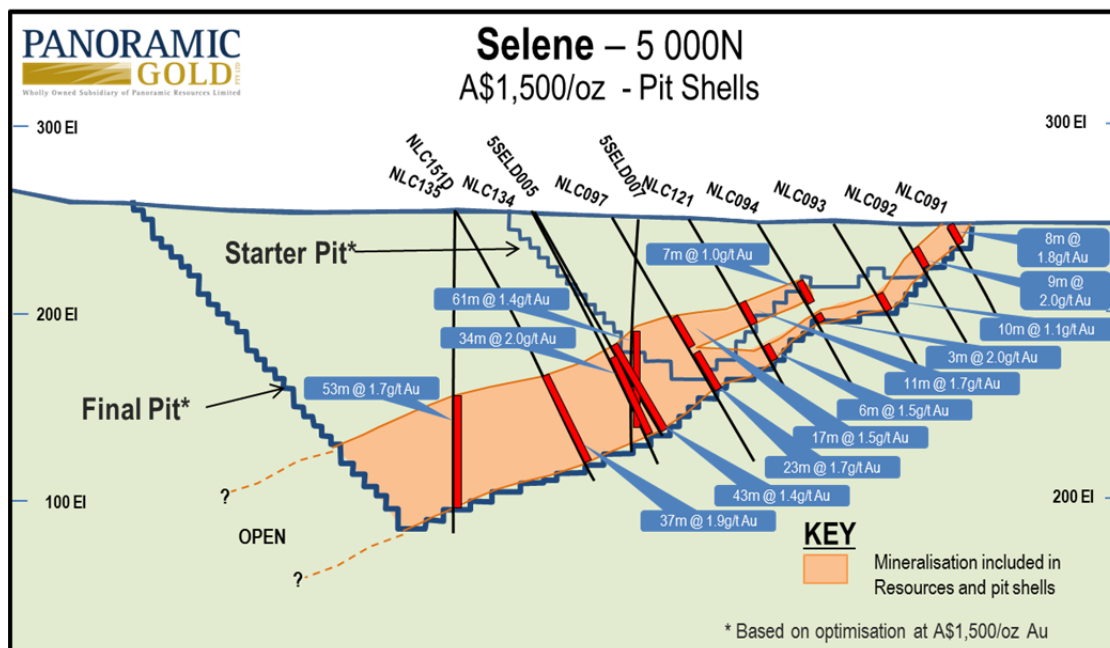 PANORAMIC
GOLD PTY LTD
Wholly Owned Subsidiary of Panoramic Resources Limited
Selene – 5 000N
A$1,500/oz - Pit Shells
300 El
300 El
NLC151D
NLC135
5SELD005
NLC134
NLC097
5SELD007
NLC121
NLC094
NLC093
NLC092
NLC091
Starter Pit*
7m @ 1.0g/t Au
8m @
1.8g/t Au
9m @
2.0g/t Au
61m @ 1.4g/t Au
200 El
10m @ 1.1g/t Au
34m @ 2.0g/t Au
3m @ 2.0g/t Au
53m @ 1.7g/t Au
11m @ 1.7g/t Au
Final Pit*
6m @ 1.5g/t Au
17m @ 1.5g/t Au
23m @ 1.7g/t Au
?
43m @ 1.4g/t Au
100 El
200 El
37m @ 1.9g/t Au
OPEN
?
KEY
Mineralisation included in
Resources and pit shells
* Based on optimisation at A$1,500/oz Au